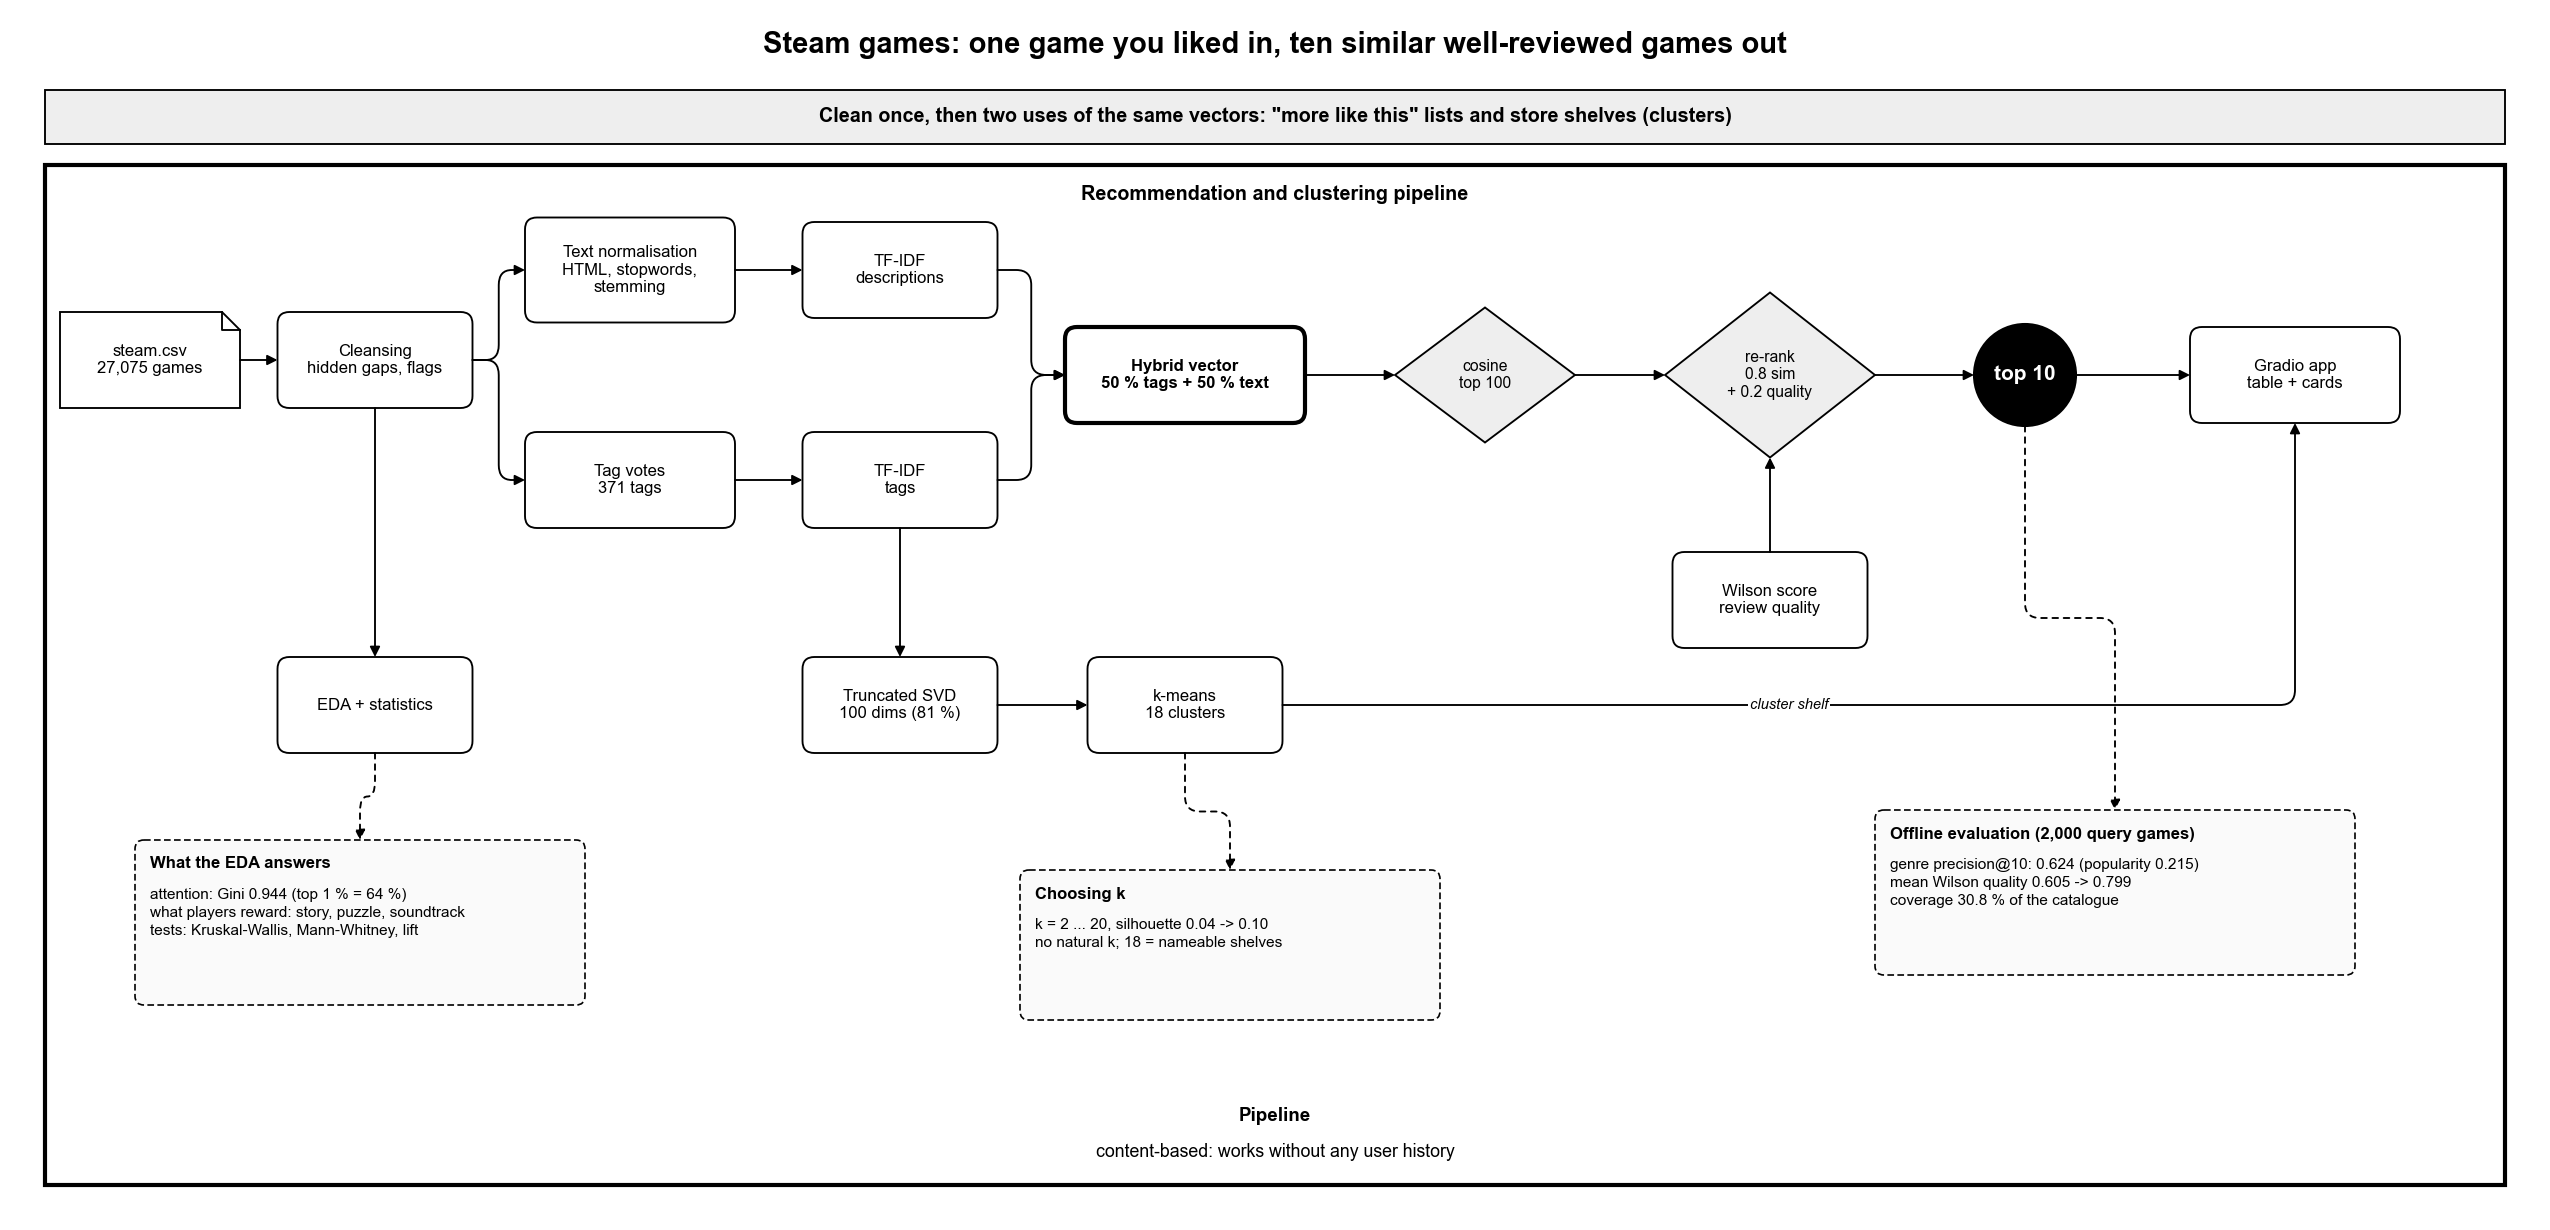 Steam games: one game you liked in, ten similar well-reviewed games out
Clean once, then two uses of the same vectors: "more like this" lists and store shelves (clusters)
Recommendation and clustering pipeline
steam.csv
27,075 games
Cleansing
hidden gaps, flags
Text normalisation
HTML, stopwords,
stemming
TF-IDF
descriptions
Tag votes
371 tags
TF-IDF
tags
Hybrid vector
50 % tags + 50 % text
cosine
top 100
re-rank
0.8 sim
+ 0.2 quality
top 10
Gradio app
table + cards
Wilson score
review quality
EDA + statistics
Truncated SVD
100 dims (81 %)
k-means
18 clusters
cluster shelf
What the EDA answers
attention: Gini 0.944 (top 1 % = 64 %)
what players reward: story, puzzle, soundtrack
tests: Kruskal-Wallis, Mann-Whitney, lift
Choosing k
k = 2 ... 20, silhouette 0.04 -> 0.10
no natural k; 18 = nameable shelves
Offline evaluation (2,000 query games)
genre precision@10: 0.624 (popularity 0.215)
mean Wilson quality 0.605 -> 0.799
coverage 30.8 % of the catalogue
Pipeline
content-based: works without any user history